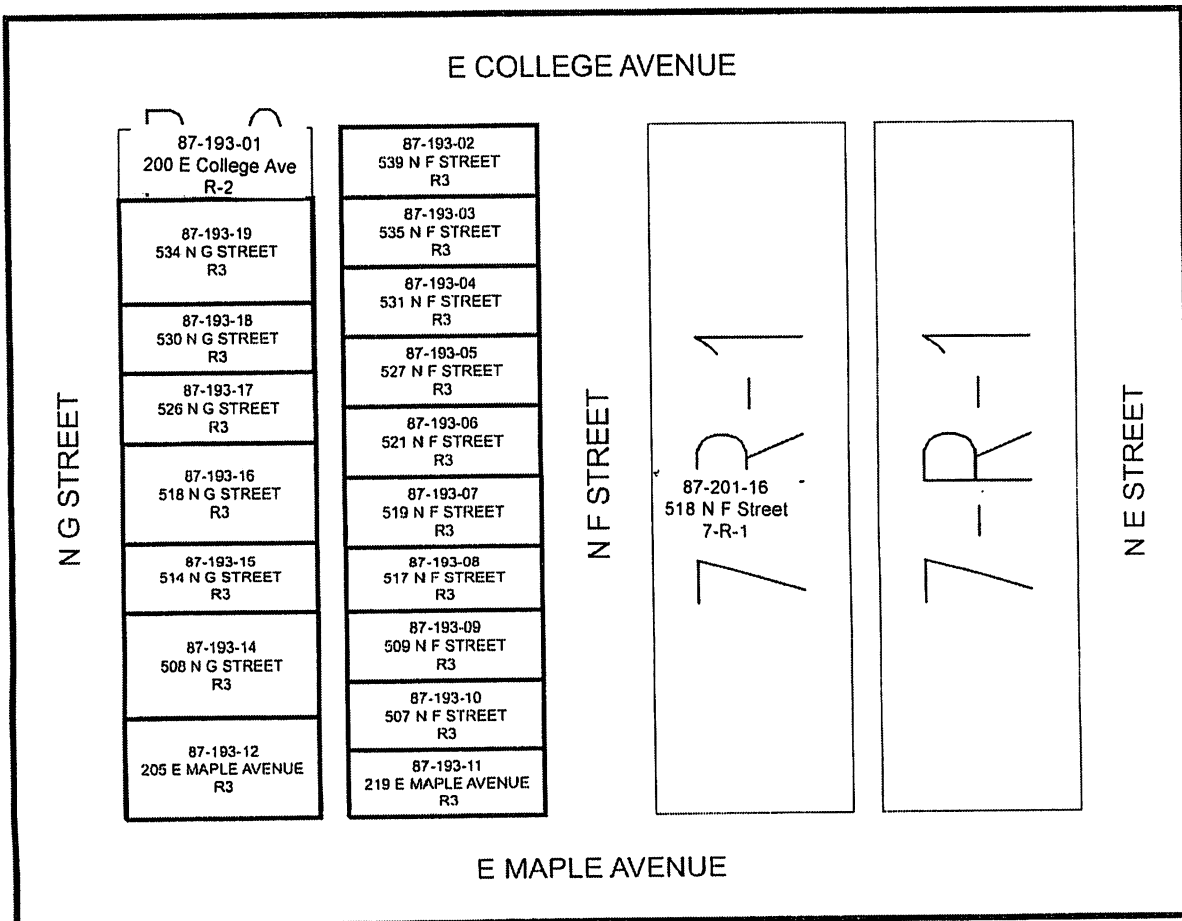 E COLLEGE AVENUE
87-193-01
200 E College Ave
R-2
87-193-19
534 N G STREET
R3
87-193-18
530 N G STREET
R3
87-193-17
526 N G STREET
R3
87-193-16
518 N G STREET
R3
87-193-15
514 N G STREET
R3
87-193-14
508 N G STREET
R3
87-193-12
205 E MAPLE AVENUE
R3
87-193-02
539 N F STREET
R3
87-193-03
535 N F STREET
R3
87-193-04
531 N F STREET
R3
87-193-05
527 N F STREET
R3
87-193-06
521 N F STREET
R3
87-193-07
519 N F STREET
R3
87-193-08
517 N F STREET
R3
87-193-09
509 N F STREET
R3
87-193-10
507 N F STREET
R3
87-193-11
219 E MAPLE AVENUE
R3
N G STREET
N F STREET
7-R-1
87-201-16
518 N F Street
7-R-1
7-R-1
N E STREET
E MAPLE AVENUE